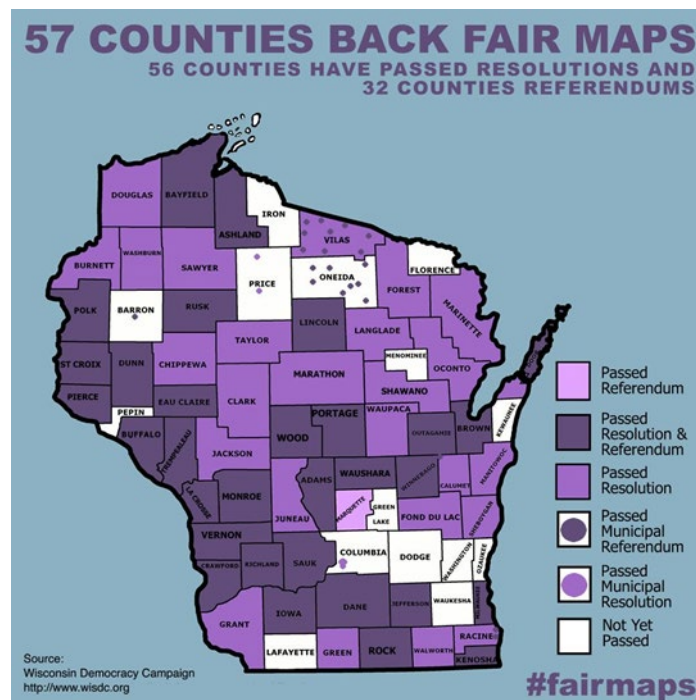 57 COUNTIES BACK FAIR MAPS
56 COUNTIES HAVE PASSED RESOLUTIONS AND
32 COUNTIES REFERENDUMS
DOUGLAS
BAYFIELD
IRON
ASHLAND
VILAS
BURNETT
WASHBURN
SAWYER
PRICE
ONEIDA
FLORENCE
FOREST
MARINETTE
POLK
BARRON
RUSK
LINCOLN
LANGLADE
TAYLOR
MENOMINEE
OCONTO
ST CROIX
DUNN
CHIPPEWA
MARATHON
SHAWANO
PIERCE
EAU CLAIRE
CLARK
PEPIN
BUFFALO
TREMPEALEAU
WOOD
PORTAGE
WAUPACA
OUTAGAMIE
BROWN
KEWAUNEE
JACKSON
ADAMS
WAUSHARA
WINNEBAGO
CALUMET
MANITOWOC
LA CROSSE
MONROE
JUNEAU
MARQUETTE
GREEN
LAKE
FOND DU LAC
SHEBOYGAN
VERNON
CRAWFORD
RICHLAND
SAUK
COLUMBIA
DODGE
WASHINGTON
OZAUKEE
GRANT
IOWA
DANE
JEFFERSON
WAUKESHA
MILWAUKEE
LAFAYETTE
GREEN
ROCK
WALWORTH
RACINE
KENOSHA
Passed
Referendum
Passed
Resolution &
Referendum
Passed
Resolution
Passed
Municipal
Referendum
Passed
Municipal
Resolution
Not Yet
Passed
Source:
Wisconsin Democracy Campaign
http://www.wisdc.org
#fairmaps